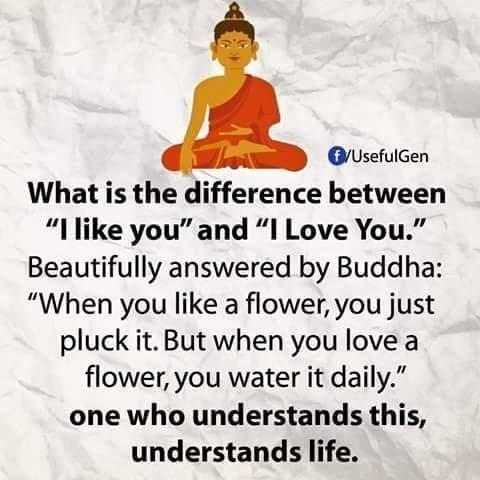 f/UsefulGen
What is the difference between
“I like you” and “I Love You.”
Beautifully answered by Buddha:
“When you like a flower, you just
pluck it. But when you love a
flower, you water it daily.”
one who understands this,
understands life.